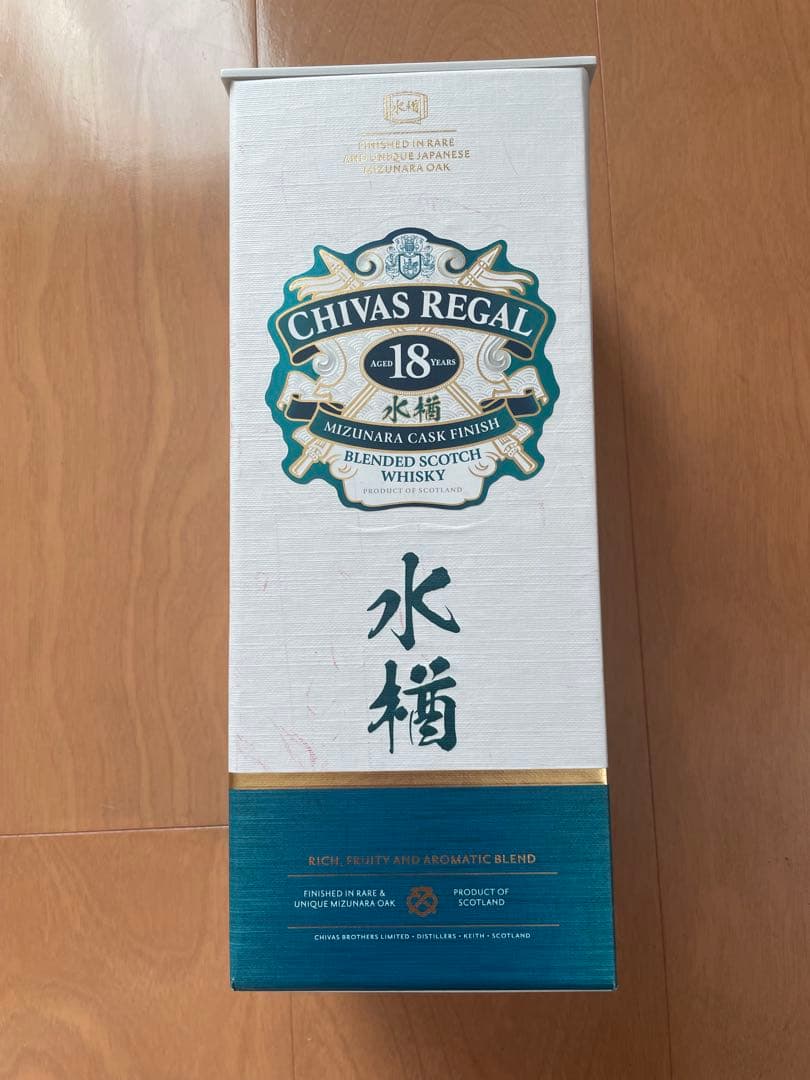 水楢
FINISHED IN RARE
AND UNIQUE JAPANESE
MIZUNARA OAK
CHIVAS REGAL
AGED 18 YEARS
水楢
MIZUNARA CASK FINISH
BLENDED SCOTCH
WHISKY
PRODUCT OF SCOTLAND
水
楢
RICH, FRUITY AND AROMATIC BLEND
FINISHED IN RARE &
UNIQUE MIZUNARA OAK
PRODUCT OF
SCOTLAND
CHIVAS BROTHERS LIMITED • DISTILLERS • KEITH • SCOTLAND